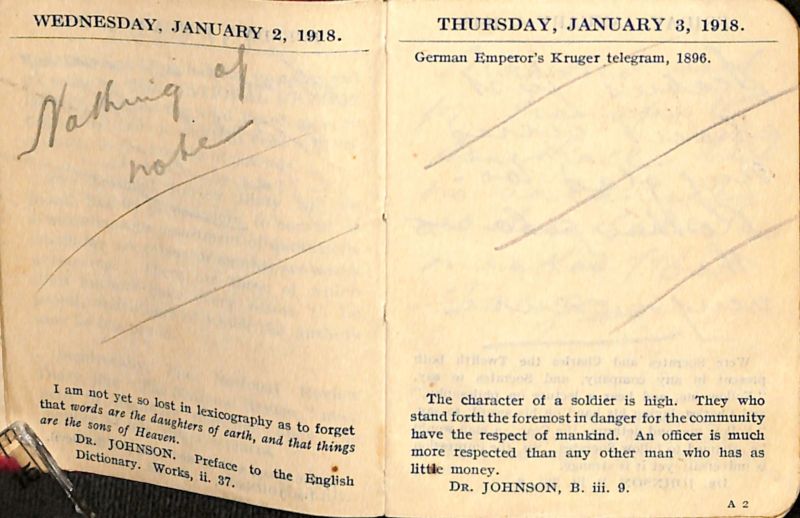 WEDNESDAY, JANUARY 2, 1918.
Nothing of
note
I am not yet so lost in lexicography as to forget
that words are the daughters of earth, and that things
are the sons of Heaven.
DR. JOHNSON. Preface to the English
Dictionary. Works, ii. 37.
THURSDAY, JANUARY 3, 1918.
German Emperor's Kruger telegram, 1896.
The character of a soldier is high. They who
stand forth the foremost in danger for the community
have the respect of mankind. An officer is much
more respected than any other man who has as
little money.
DR. JOHNSON, B. iii. 9.
A 2